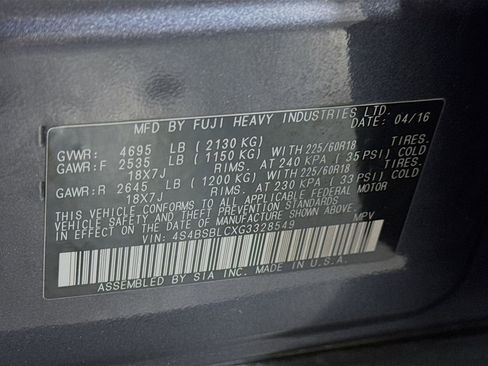 MFD BY FUJI HEAVY INDUSTRIES LTD.
DATE: 04/16
GVWR: 4695 LB ( 2130 KG)
GAWR:F 2535 LB ( 1150 KG) WITH 225/60R18 TIRES.
18X7J RIMS. AT 240 KPA ( 35 PSI) COLD
GAWR:R 2645 LB ( 1200 KG) WITH 225/60R18 TIRES.
18X7J RIMS. AT 230 KPA ( 33 PSI) COLD
THIS VEHICLE CONFORMS TO ALL APPLICABLE FEDERAL MOTOR
VEHICLE SAFETY STANDARDS IN EFFECT ON THE
DATE OF MANUFACTURE SHOWN ABOVE.
VIN: 4S4BSBLCXG3328549 MPV
ASSEMBLED BY SIA INC. MADE IN U.S.A.